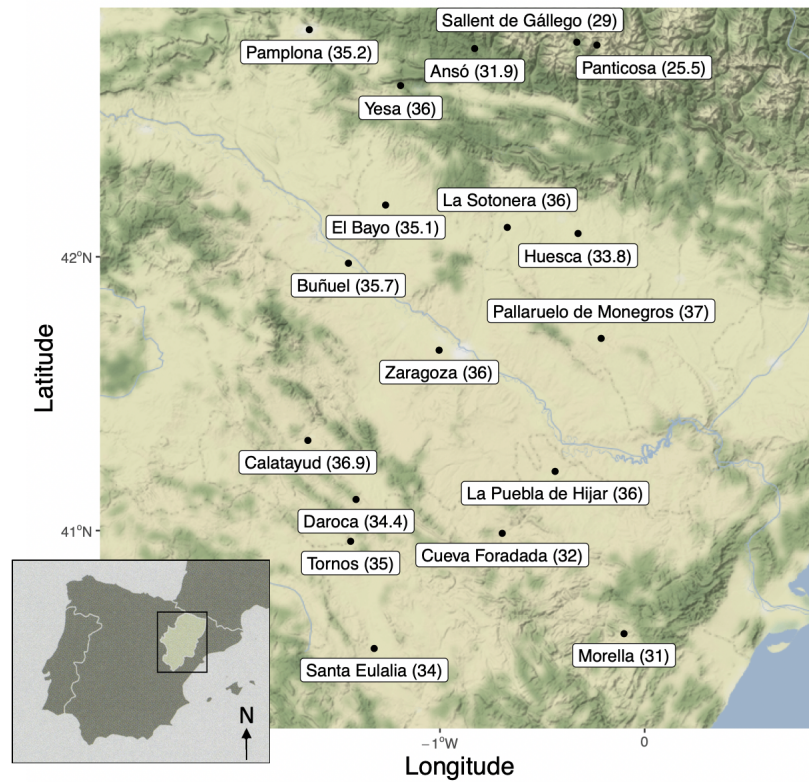 Sallent de Gállego (29)
Pamplona (35.2)
Ansó (31.9)
Panticosa (25.5)
Yesa (36)
La Sotonera (36)
El Bayo (35.1)
Huesca (33.8)
42°N
Buñuel (35.7)
Pallaruelo de Monegros (37)
Latitude
Zaragoza (36)
Calatayud (36.9)
La Puebla de Hijar (36)
Daroca (34.4)
41°N
Cueva Foradada (32)
Tornos (35)
Morella (31)
Santa Eulalia (34)
N
−1°W
0
Longitude